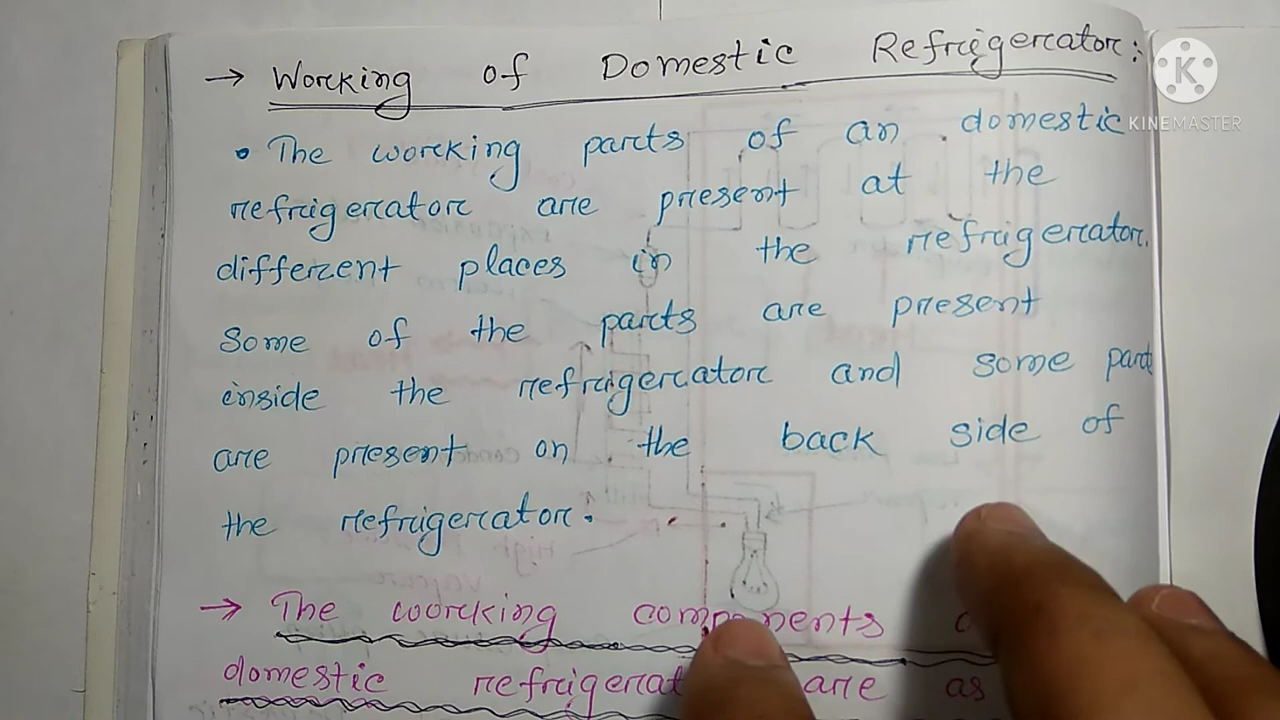 → Working of Domestic Refrigerator:
• The working parts of an domestic
refrigerator are present at the
different places in the refrigerator.
Some of the parts are present
inside the refrigerator and some part
are present on the back side of
the refrigerator.
→ The working components
domestic are as
K
KINEMASTER